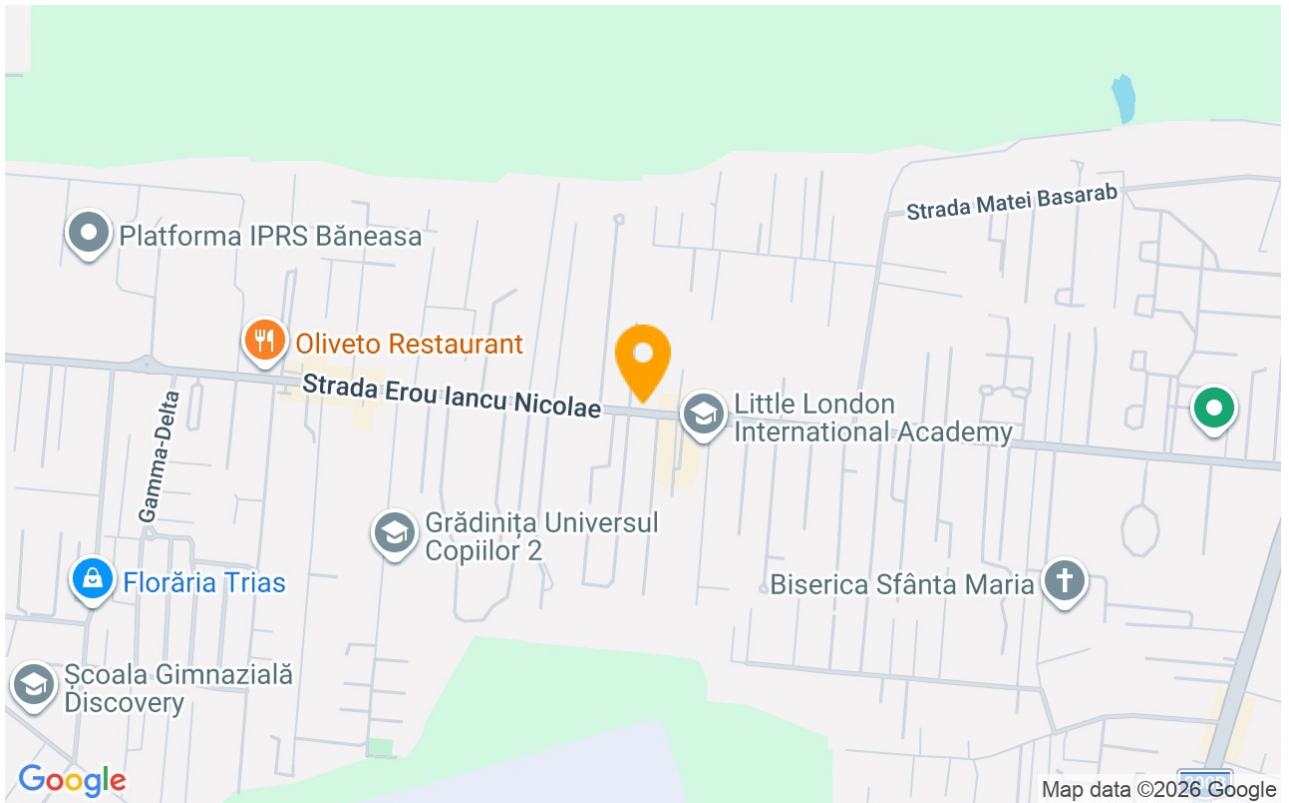 Strada Matei Basarab
Platforma IPRS Băneasa
Oliveto Restaurant
Strada Erou Iancu Nicolae
Little London
International Academy
Gamma-Delta
Grădinița Universul
Copiilor 2
Florăria Trias
Biserica Sfânta Maria
Școala Gimnazială
Discovery
Google
Map data ©2026 Google